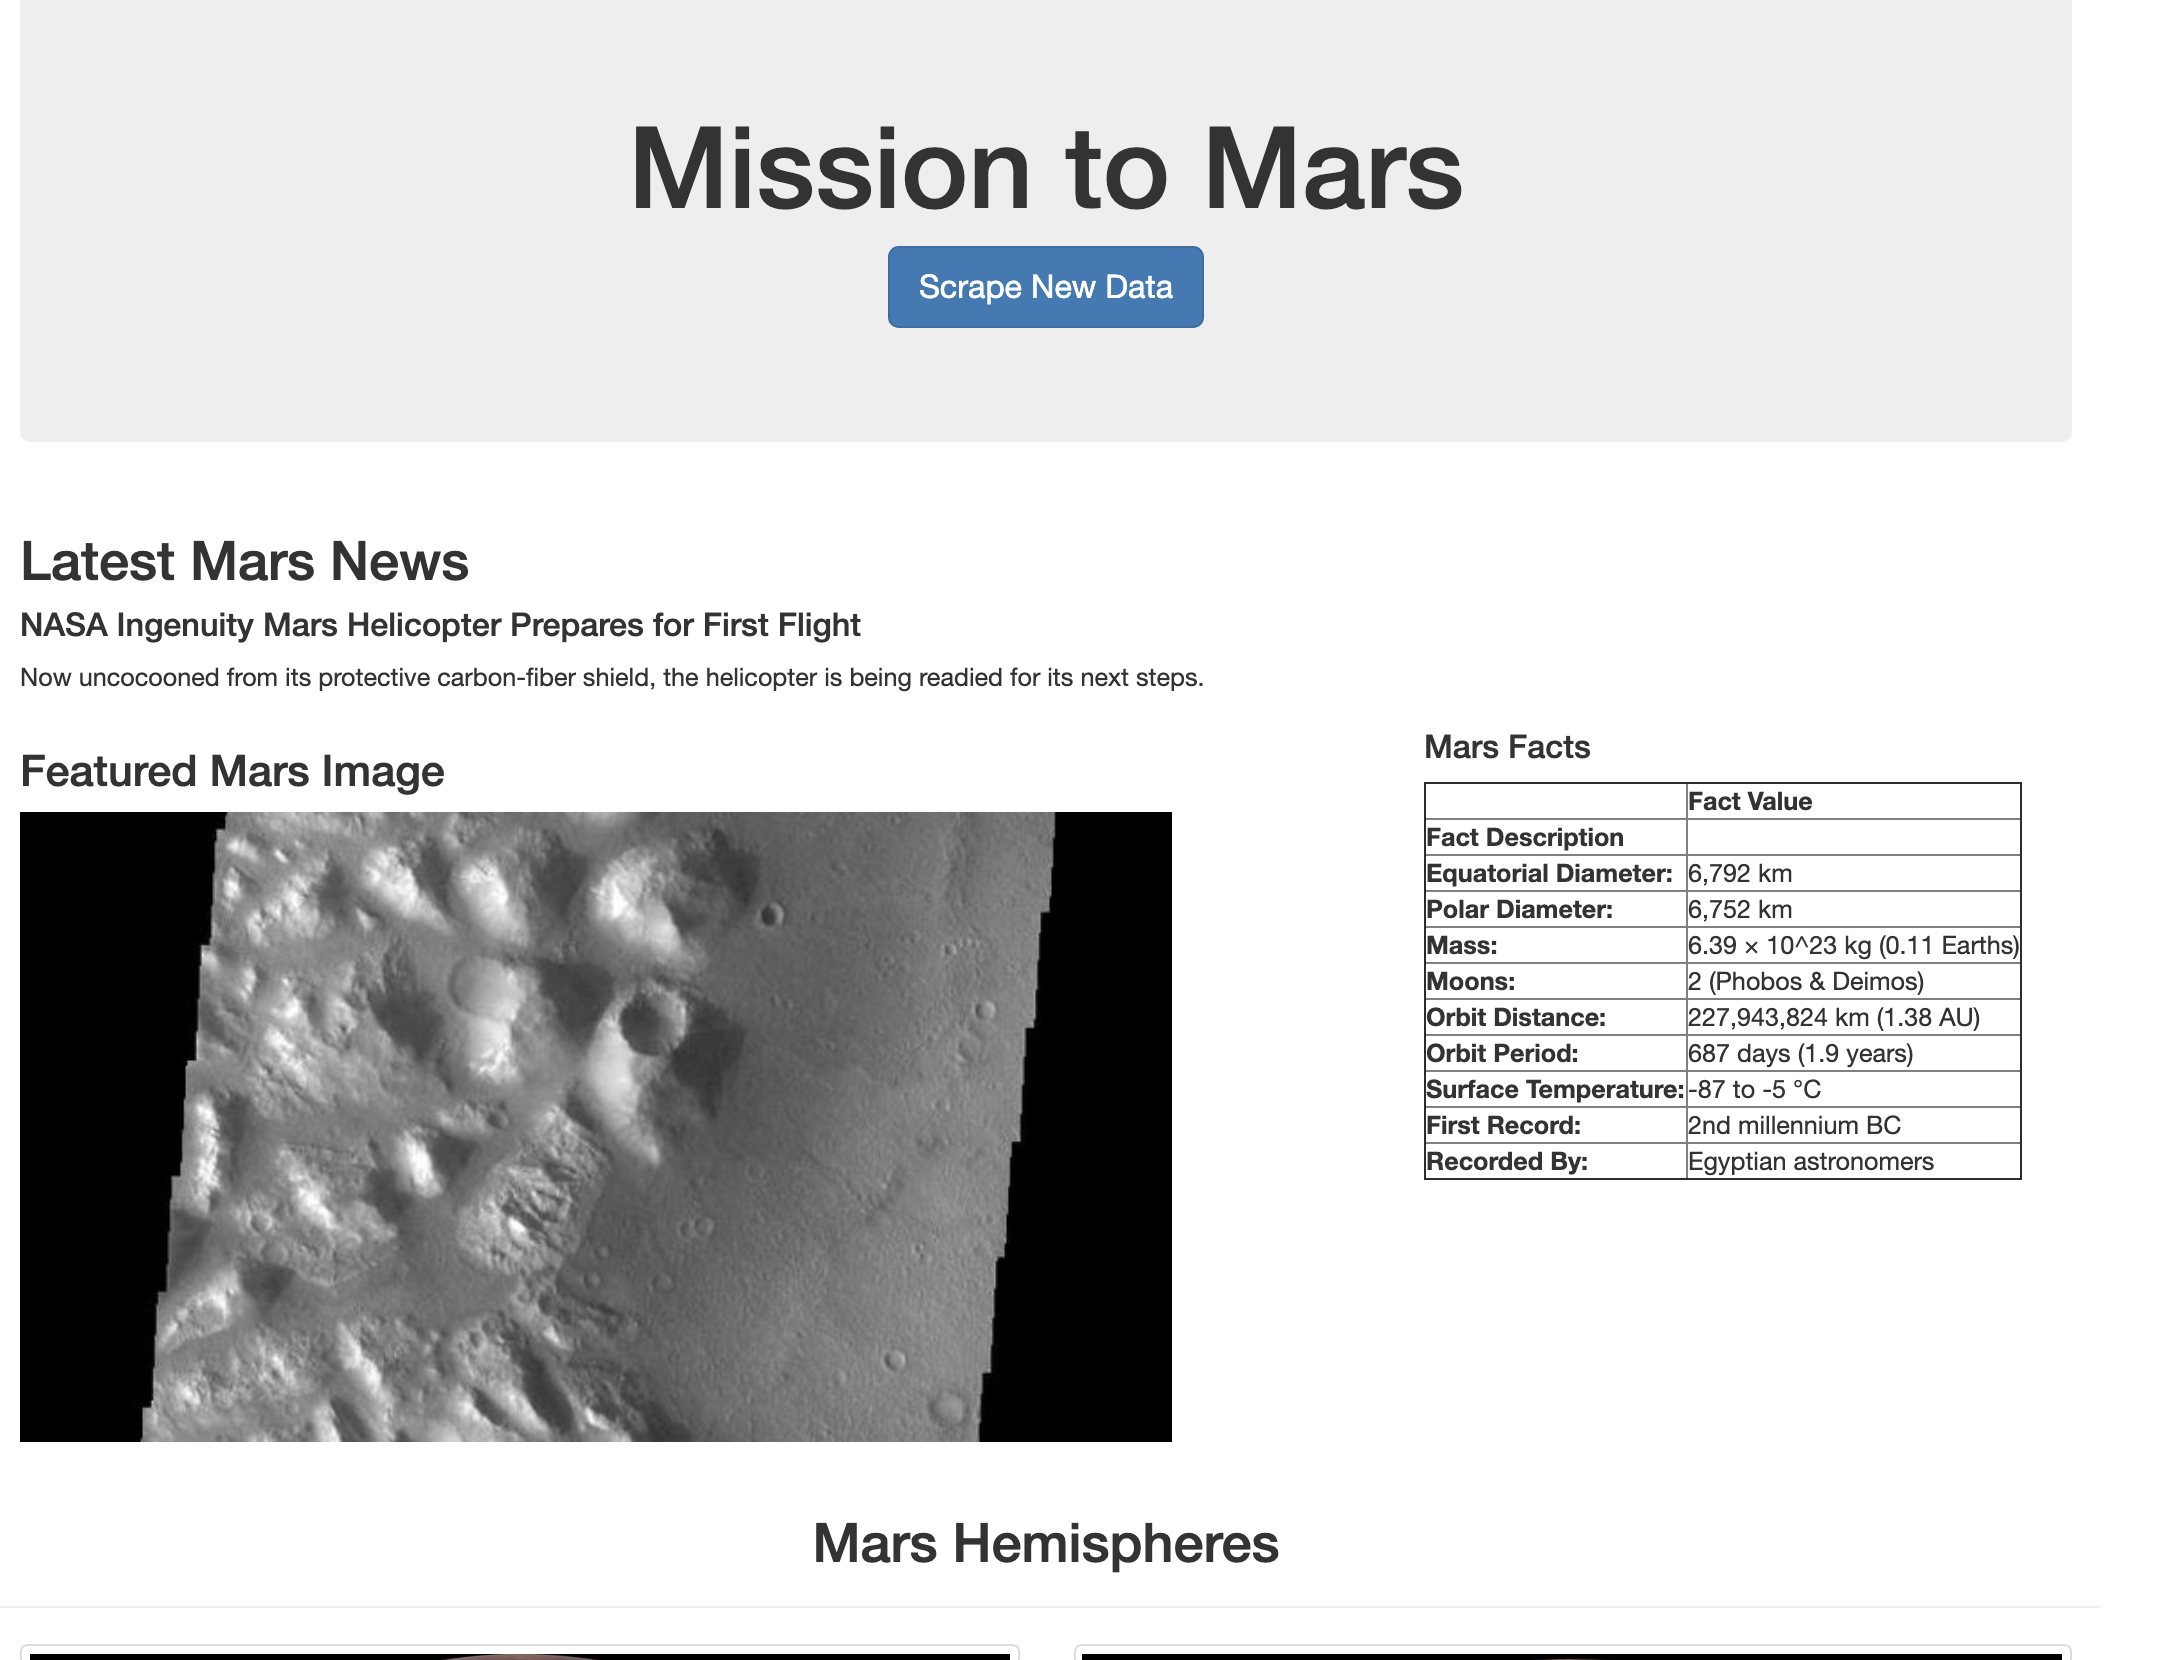 Mission to Mars
Scrape New Data
Latest Mars News
NASA Ingenuity Mars Helicopter Prepares for First Flight
Now uncocooned from its protective carbon-fiber shield, the helicopter is being readied for its next steps.
Featured Mars Image
Mars Facts
Fact Value
Fact Description
Equatorial Diameter: 6,792 km
Polar Diameter: 6,752 km
Mass: 6.39 × 10^23 kg (0.11 Earths)
Moons: 2 (Phobos & Deimos)
Orbit Distance: 227,943,824 km (1.38 AU)
Orbit Period: 687 days (1.9 years)
Surface Temperature: -87 to -5 °C
First Record: 2nd millennium BC
Recorded By: Egyptian astronomers
Mars Hemispheres